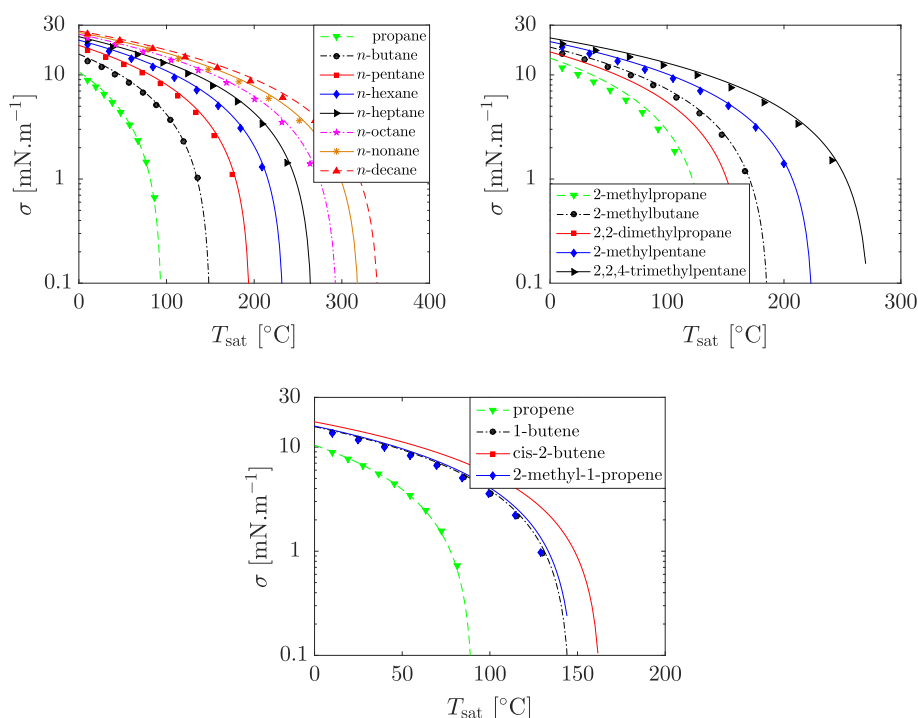 30
10
1
0.1
σ [mN.m⁻¹]
0 100 200 300 400
T_sat [°C]
propane
n-butane
n-pentane
n-hexane
n-heptane
n-octane
n-nonane
n-decane
30
10
1
0.1
σ [mN.m⁻¹]
0 100 200 300
T_sat [°C]
2-methylpropane
2-methylbutane
2,2-dimethylpropane
2-methylpentane
2,2,4-trimethylpentane
30
10
1
0.1
σ [mN.m⁻¹]
0 50 100 150 200
T_sat [°C]
propene
1-butene
cis-2-butene
2-methyl-1-propene